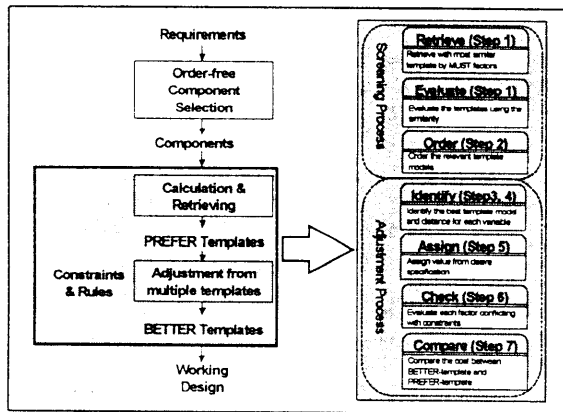 Requirements
Order-free
Component
Selection
Components
Calculation &
Retrieving
PREFER Templates
Constraints
& Rules
Adjustment from
multiple templates
BETTER Templates
Working
Design
Screening Process
Retrieve (Step 1)
Retrieve with most similar
template by MUST factors
Evaluate (Step 1)
Evaluate the templates using the
similarity
Order (Step 2)
Order the relevant template
models
Adjustment Process
Identify (Step3, 4)
Identify the best template model
and distance for each variable
Assign (Step 5)
Assign value from desire
specification
Check (Step 6)
Evaluate each factor conflicting with
constraints
Compare (Step 7)
Compare the cost between
BETTER-template and
PREFER-template